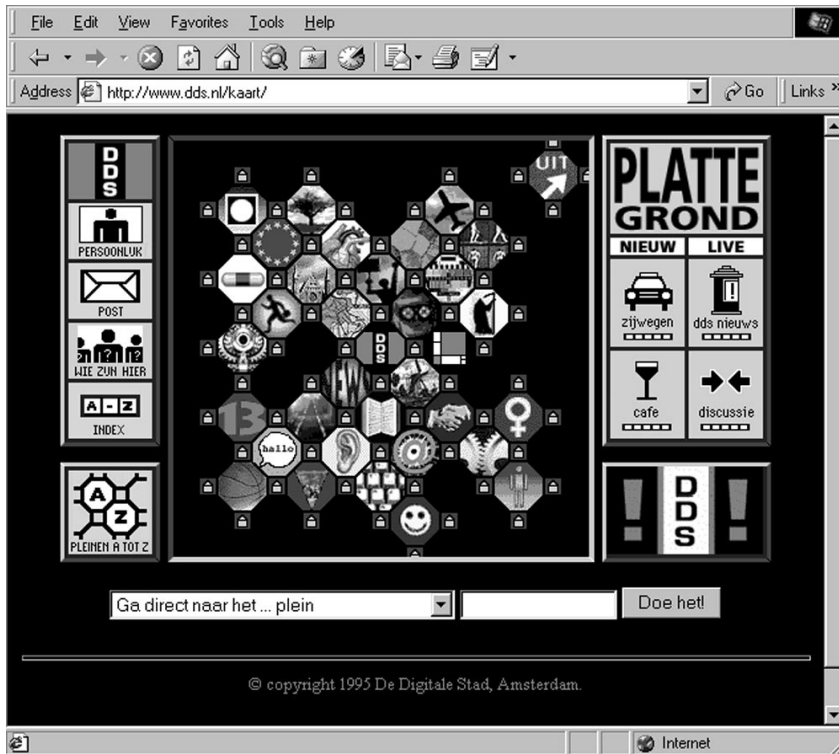 File Edit View Favorites Tools Help
Address http://www.dds.nl/kaart/ Go Links »
DDS
PERSOONLIJK
POST
WIE ZIJN HIER
A-Z
INDEX
A
Z
PLEINEN A TOT Z
UIT
DDS
EW
13
hallo
PLATTE
GROND
NIEUW LIVE
zijwegen dds nieuws
cafe discussie
! DDS !
Ga direct naar het ... plein Doe het!
© copyright 1995 De Digitale Stad, Amsterdam.
Internet